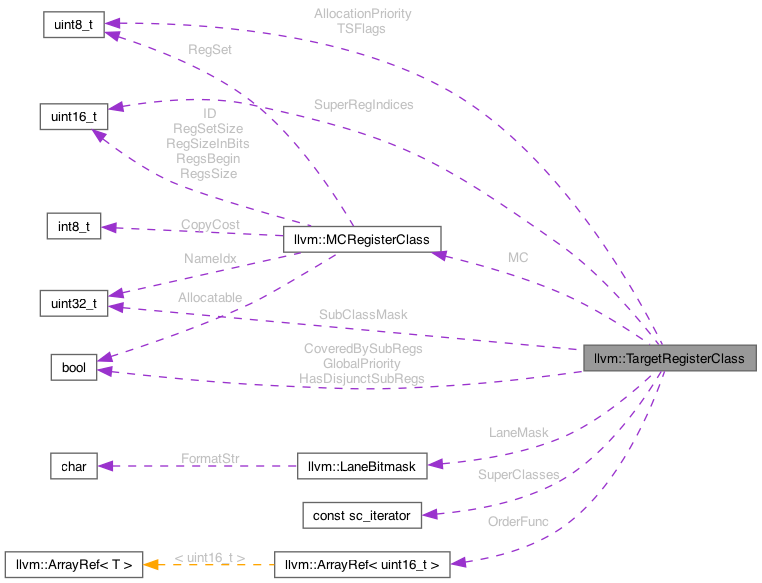 AllocationPriority
TSFlags
uint8_t
RegSet
SuperRegIndices
uint16_t
ID
RegSetSize
RegSizeInBits
RegsBegin
RegsSize
int8_t
CopyCost
llvm::MCRegisterClass
MC
NameIdx
uint32_t
Allocatable
SubClassMask
CoveredBySubRegs
GlobalPriority
HasDisjunctSubRegs
bool
llvm::TargetRegisterClass
LaneMask
char
FormatStr
llvm::LaneBitmask
SuperClasses
const sc_iterator
OrderFunc
llvm::ArrayRef< T >
< uint16_t >
llvm::ArrayRef< uint16_t >